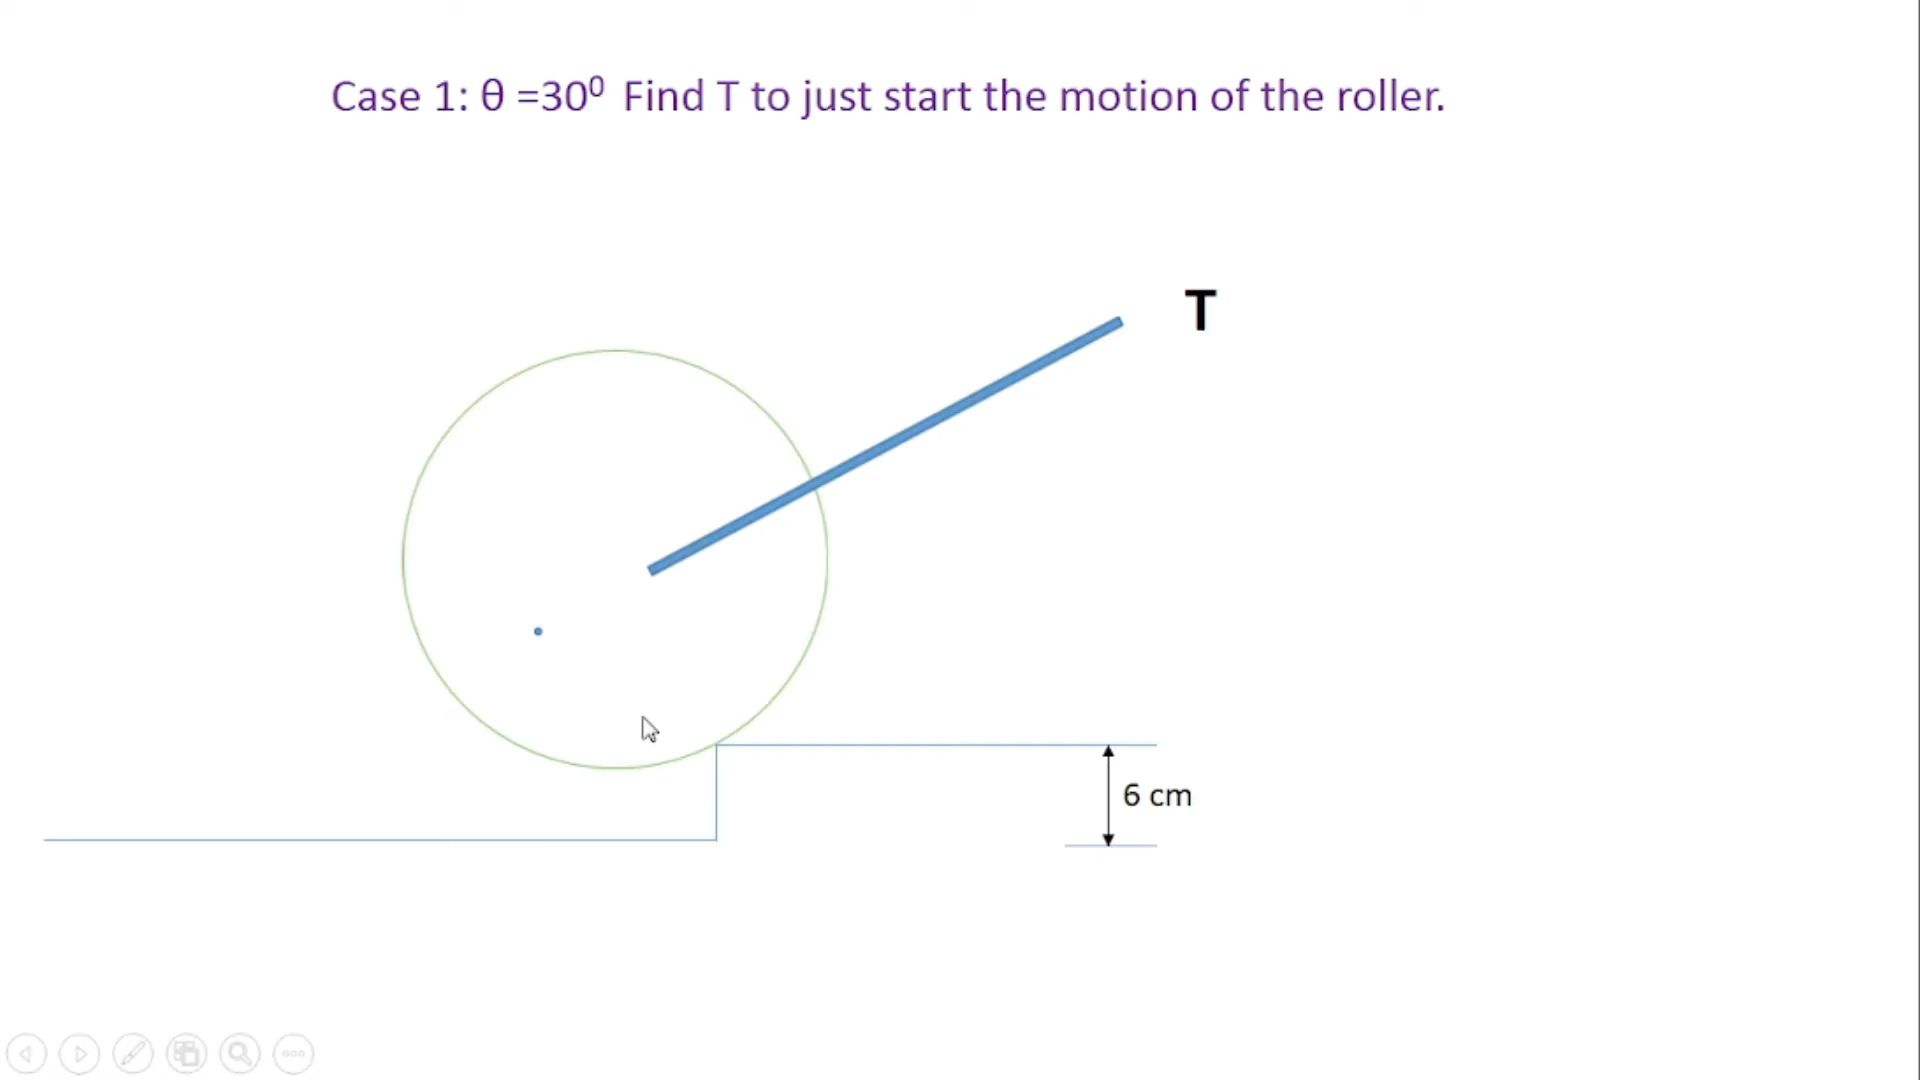 Case 1: θ =30⁰ Find T to just start the motion of the roller.
T
6 cm